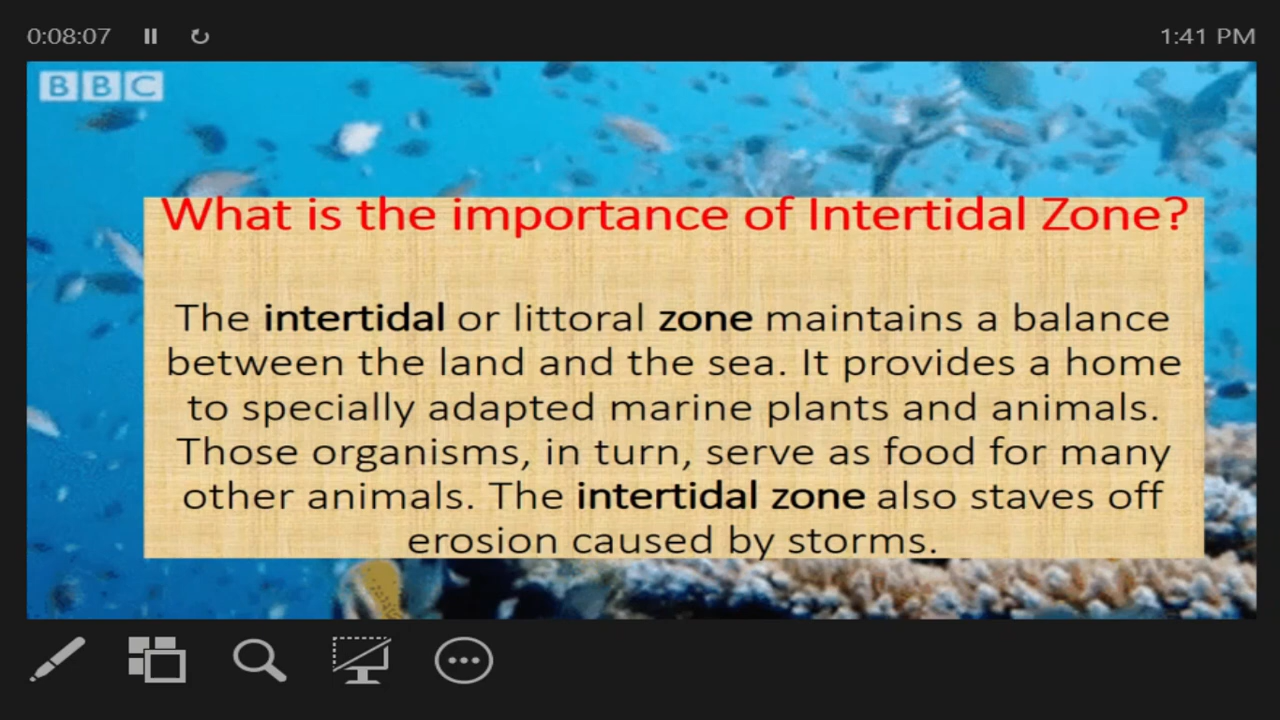 0:08:07
1:41 PM
BBC
What is the importance of Intertidal Zone?
The intertidal or littoral zone maintains a balance
between the land and the sea. It provides a home
to specially adapted marine plants and animals.
Those organisms, in turn, serve as food for many
other animals. The intertidal zone also staves off
erosion caused by storms.